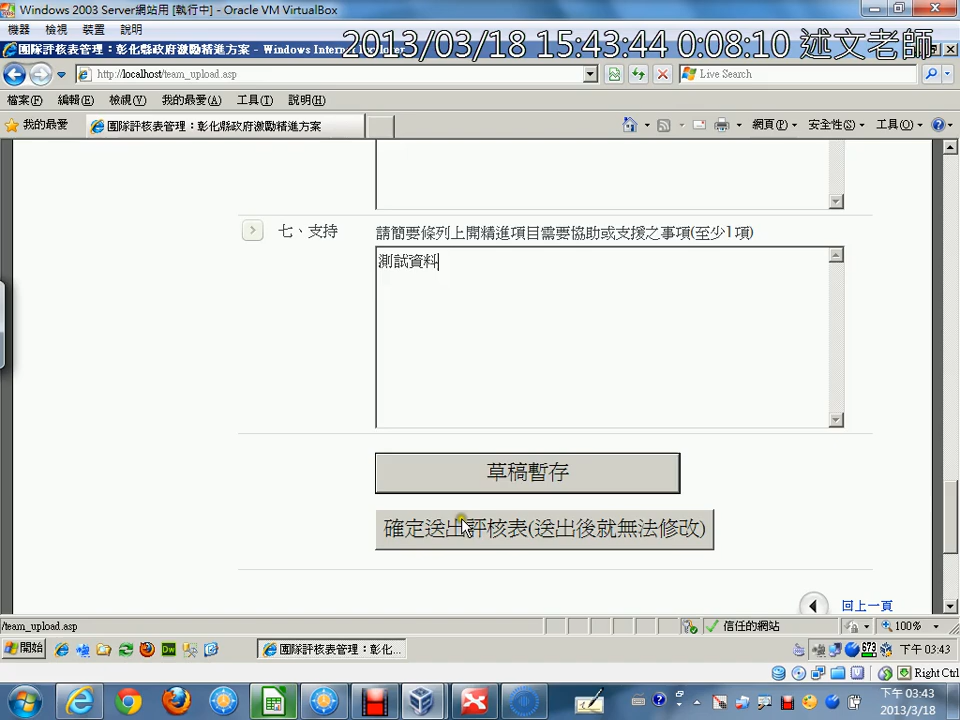 Windows 2003 Server網站用 [執行中] - Oracle VM VirtualBox
機器 檢視 裝置 說明
2013/03/18 15:43:44 0:08:10 述文老師
團隊評核表管理：彰化縣政府激勵精進方案 - Windows Internet Explorer
http://localhost/team_upload.asp
Live Search
檔案(F) 編輯(E) 檢視(V) 我的最愛(A) 工具(T) 說明(H)
我的最愛
團隊評核表管理：彰化縣政府激勵精進方案
網頁(P) 安全性(S) 工具(O)
七、支持
請簡要條列上開精進項目需要協助或支援之事項(至少1項)
測試資料
草稿暫存
確定送出評核表(送出後就無法修改)
回上一頁
/team_upload.asp
信任的網站
100%
開始
Dw
團隊評核表管理：彰化...
673
下午 03:43
Right Ctrl
下午 03:43
2013/3/18